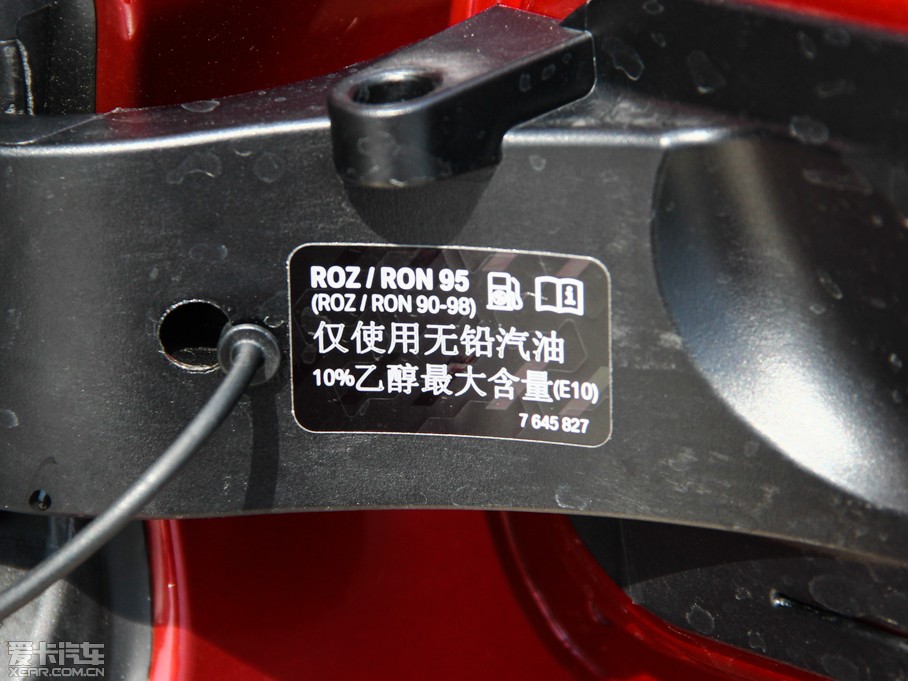 ROZ / RON 95
(ROZ / RON 90-98)
仅使用无铅汽油
10%乙醇最大含量(E10)
7 645 827
爱卡汽车
XCAR.COM.CN